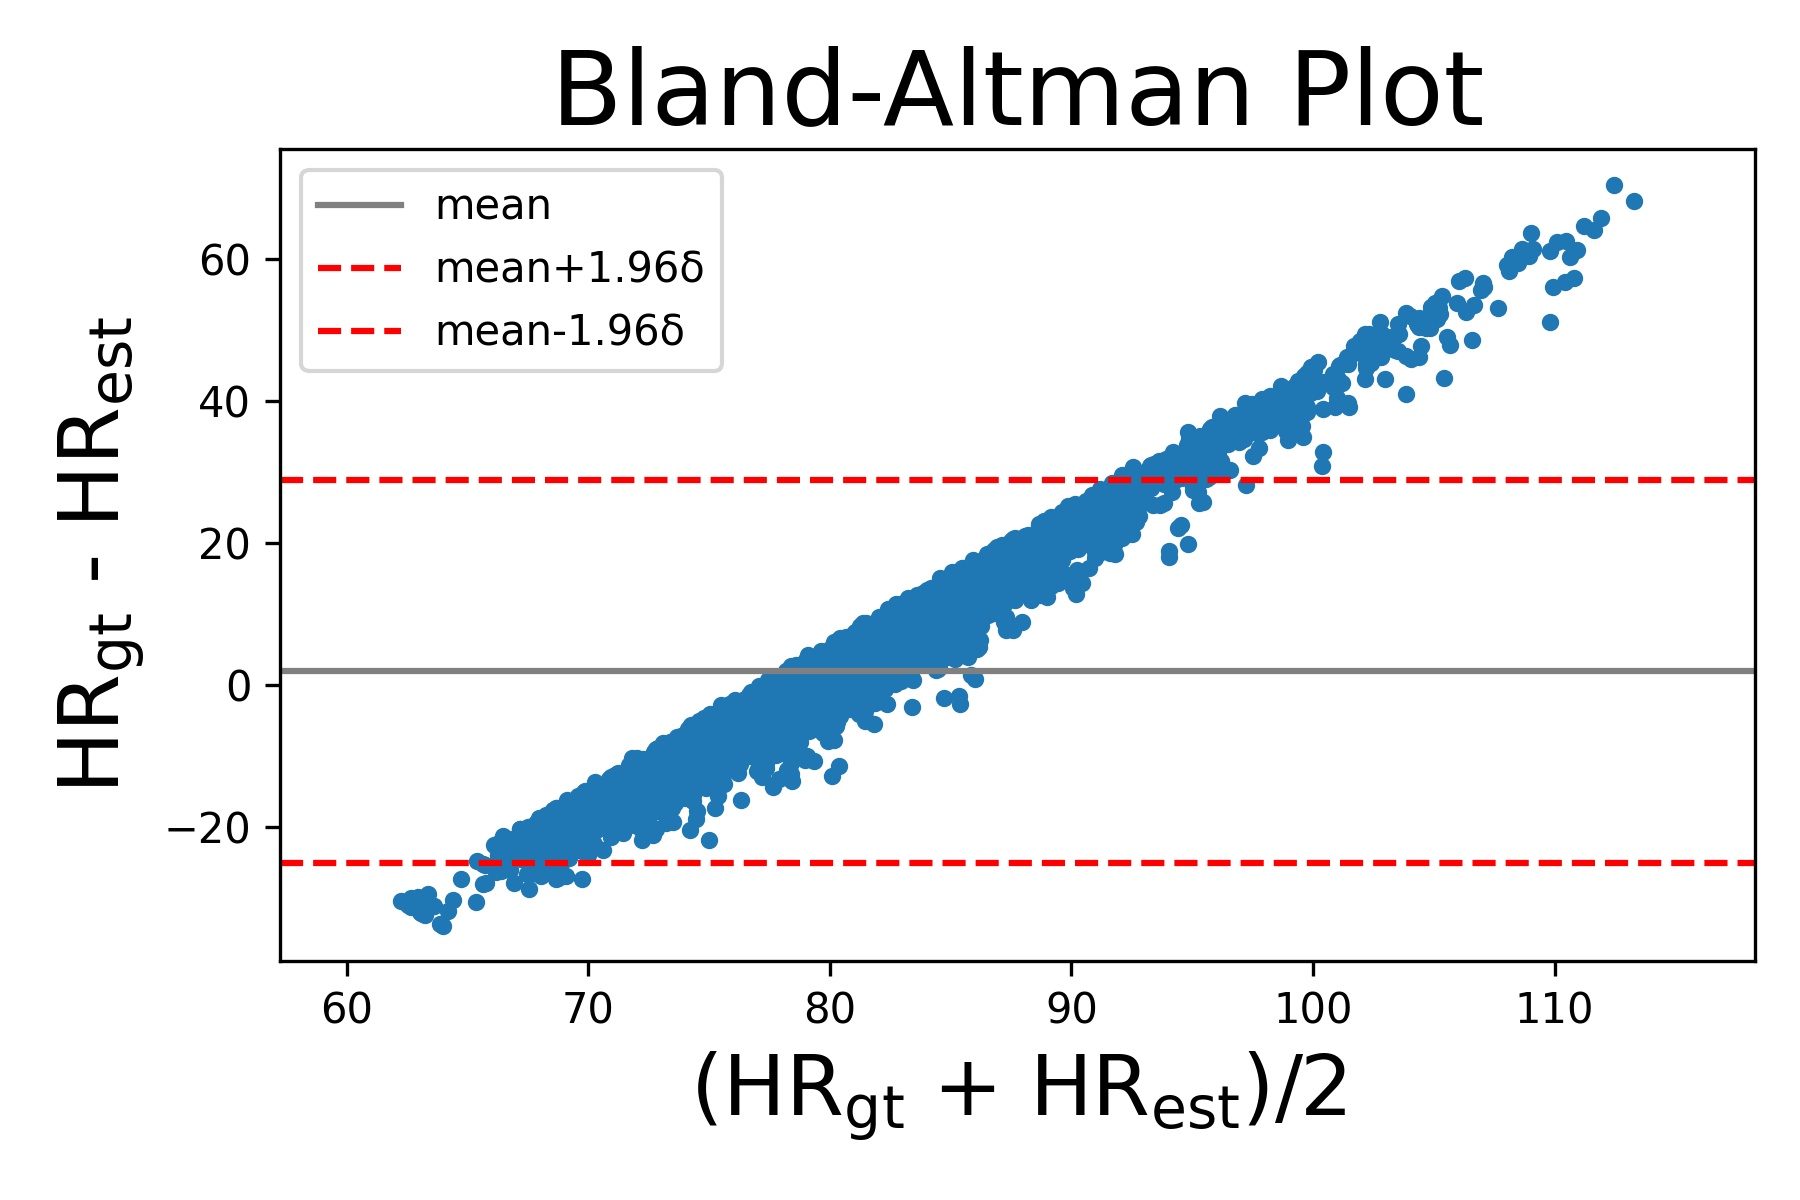 Bland-Altman Plot
mean
mean+1.96δ
mean-1.96δ
HRgt - HRest
60
40
20
0
−20
60 70 80 90 100 110
(HRgt + HRest)/2